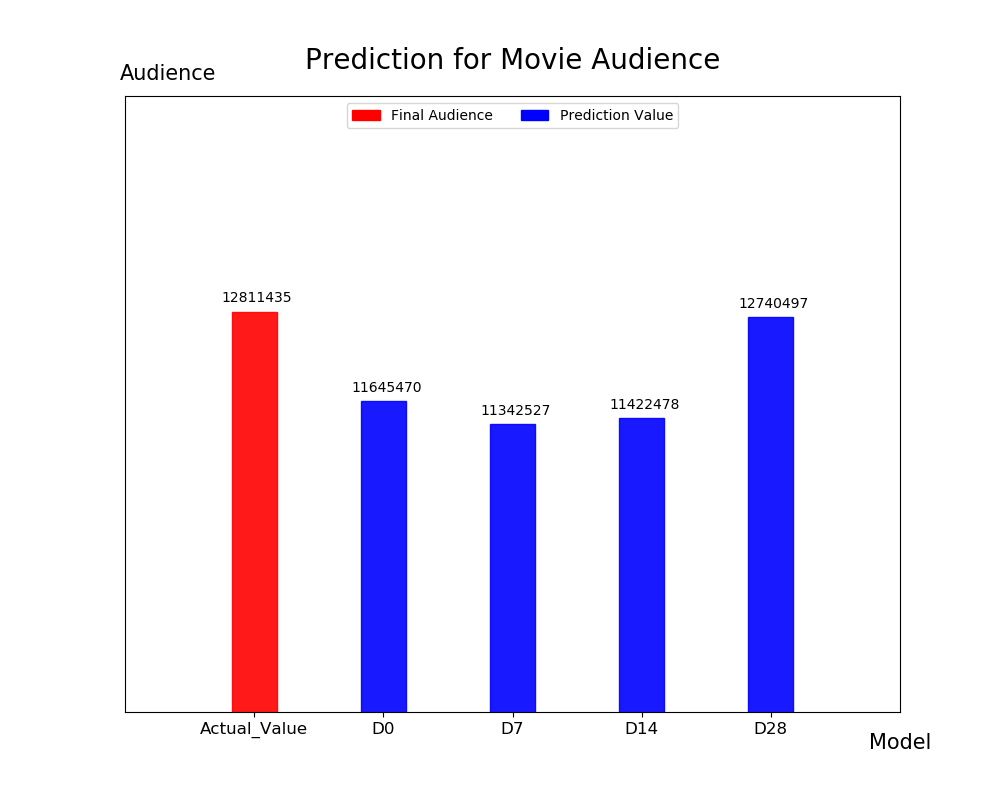 Prediction for Movie Audience
Audience
Final Audience Prediction Value
12811435
11645470
11342527
11422478
12740497
Actual_Value D0 D7 D14 D28
Model